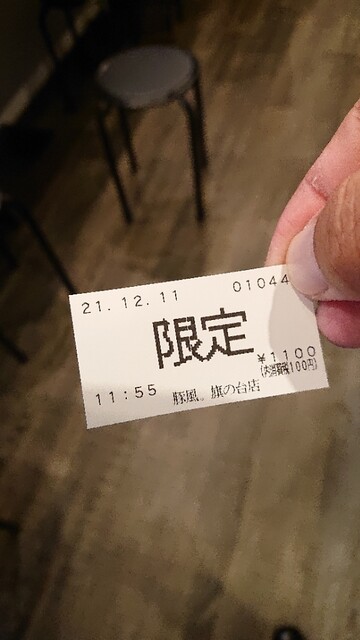 21.12.11 01044
限定
¥1100
(内消費税100円)
11:55 豚風。旗の台店